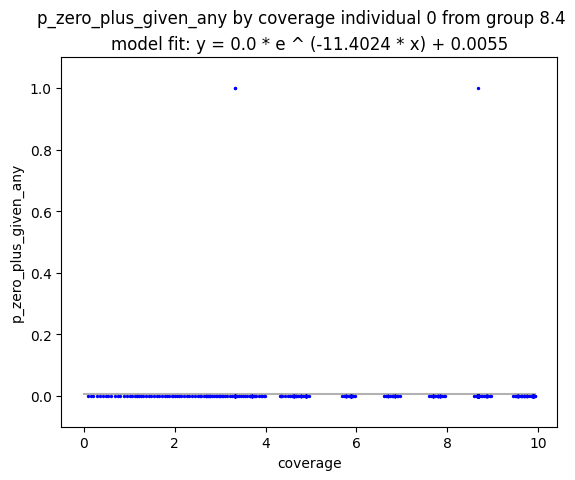 p_zero_plus_given_any by coverage individual 0 from group 8.4
model fit: y = 0.0 * e ^ (-11.4024 * x) + 0.0055
p_zero_plus_given_any
1.0
0.8
0.6
0.4
0.2
0.0
0 2 4 6 8 10
coverage